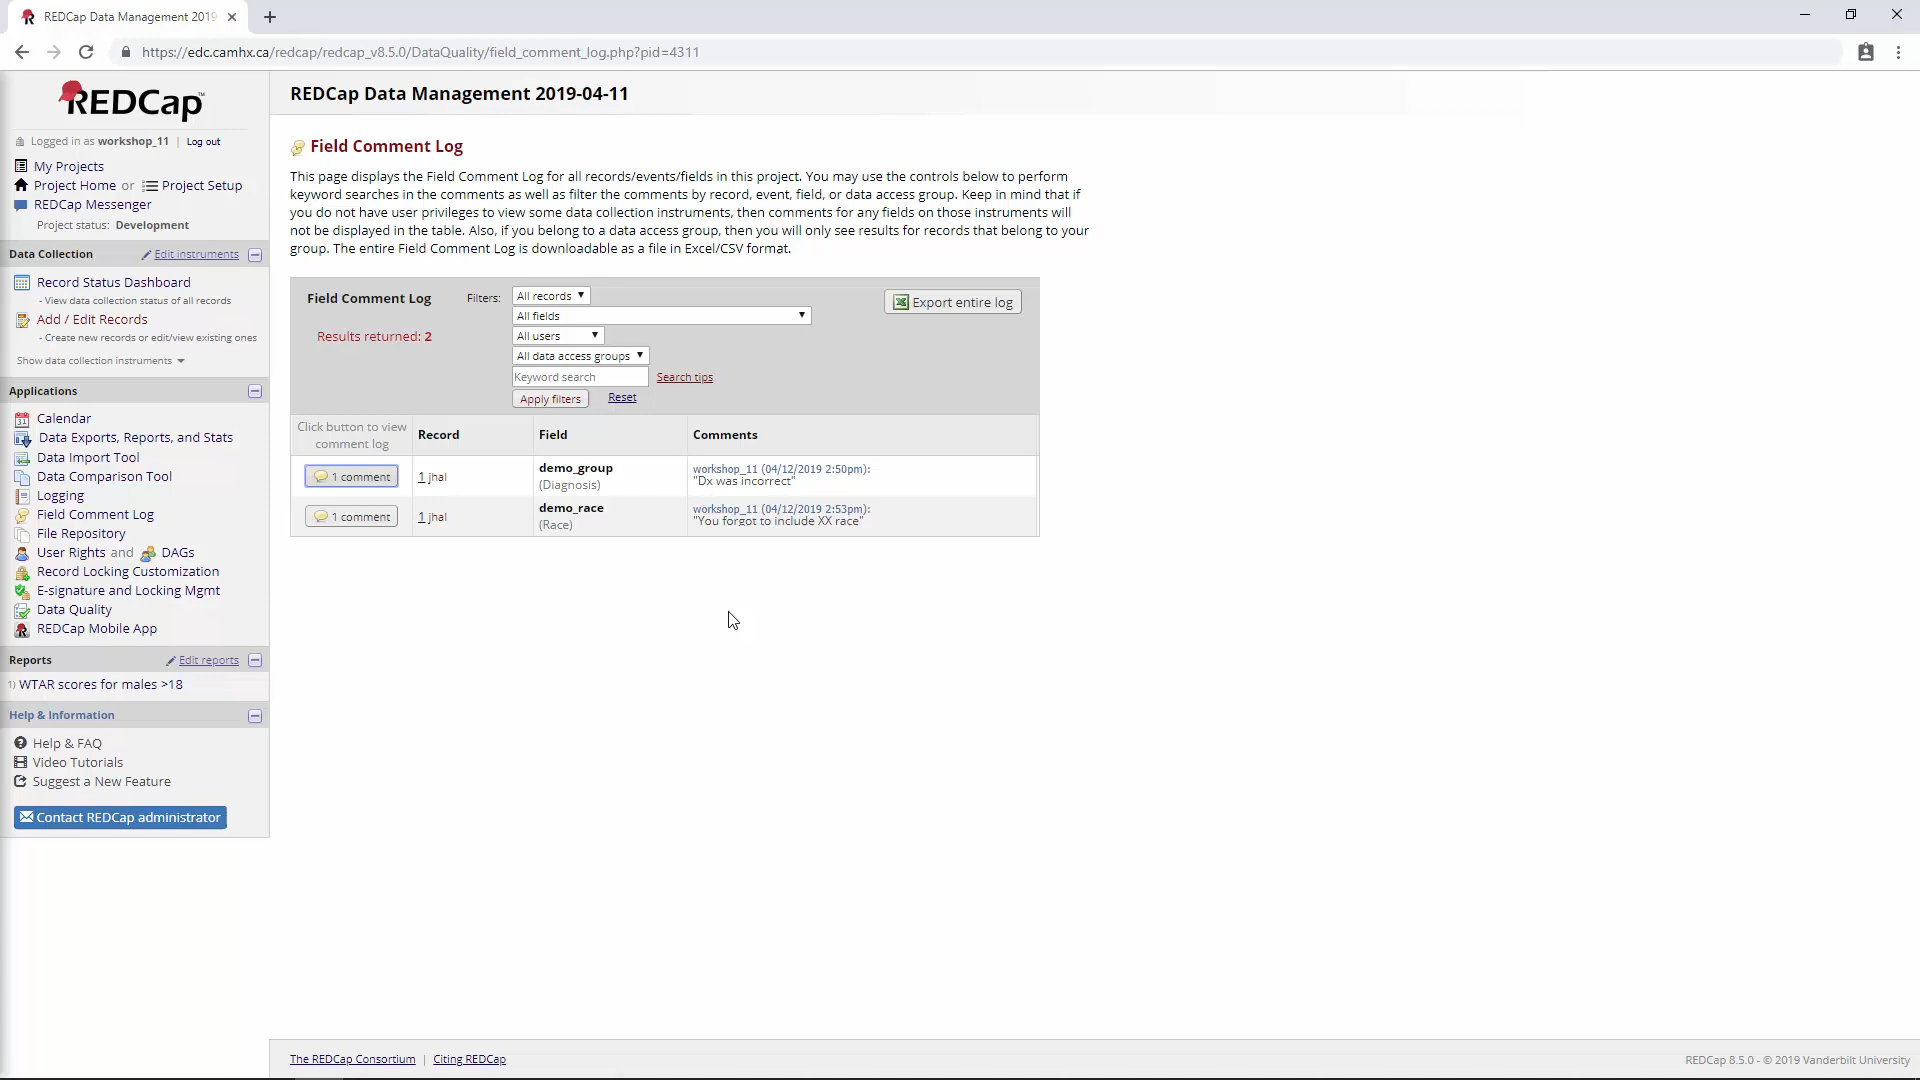 REDCap Data Management 2019
https://edc.camhx.ca/redcap/redcap_v8.5.0/DataQuality/field_comment_log.php?pid=4311
REDCap™
Logged in as workshop_11 | Log out
My Projects
Project Home or Project Setup
REDCap Messenger
Project status: Development
Data Collection Edit instruments
Record Status Dashboard
- View data collection status of all records
Add / Edit Records
- Create new records or edit/view existing ones
Show data collection instruments
Applications
Calendar
Data Exports, Reports, and Stats
Data Import Tool
Data Comparison Tool
Logging
Field Comment Log
File Repository
User Rights and DAGs
Record Locking Customization
E-signature and Locking Mgmt
Data Quality
REDCap Mobile App
Reports Edit reports
1) WTAR scores for males >18
Help & Information
Help & FAQ
Video Tutorials
Suggest a New Feature
Contact REDCap administrator
REDCap Data Management 2019-04-11
Field Comment Log
This page displays the Field Comment Log for all records/events/fields in this project. You may use the controls below to perform
keyword searches in the comments as well as filter the comments by record, event, field, or data access group. Keep in mind that if
you do not have user privileges to view some data collection instruments, then comments for any fields on those instruments will
not be displayed in the table. Also, if you belong to a data access group, then you will only see results for records that belong to your
group. The entire Field Comment Log is downloadable as a file in Excel/CSV format.
Field Comment Log Filters: All records Export entire log
All fields
Results returned: 2 All users
All data access groups
Keyword search Search tips
Apply filters Reset
Click button to view
comment log Record Field Comments
1 comment 1 jhal demo_group
(Diagnosis) workshop_11 (04/12/2019 2:50pm):
"Dx was incorrect"
1 comment 1 jhal demo_race
(Race) workshop_11 (04/12/2019 2:53pm):
"You forgot to include XX race"
The REDCap Consortium | Citing REDCap
REDCap 8.5.0 - © 2019 Vanderbilt University